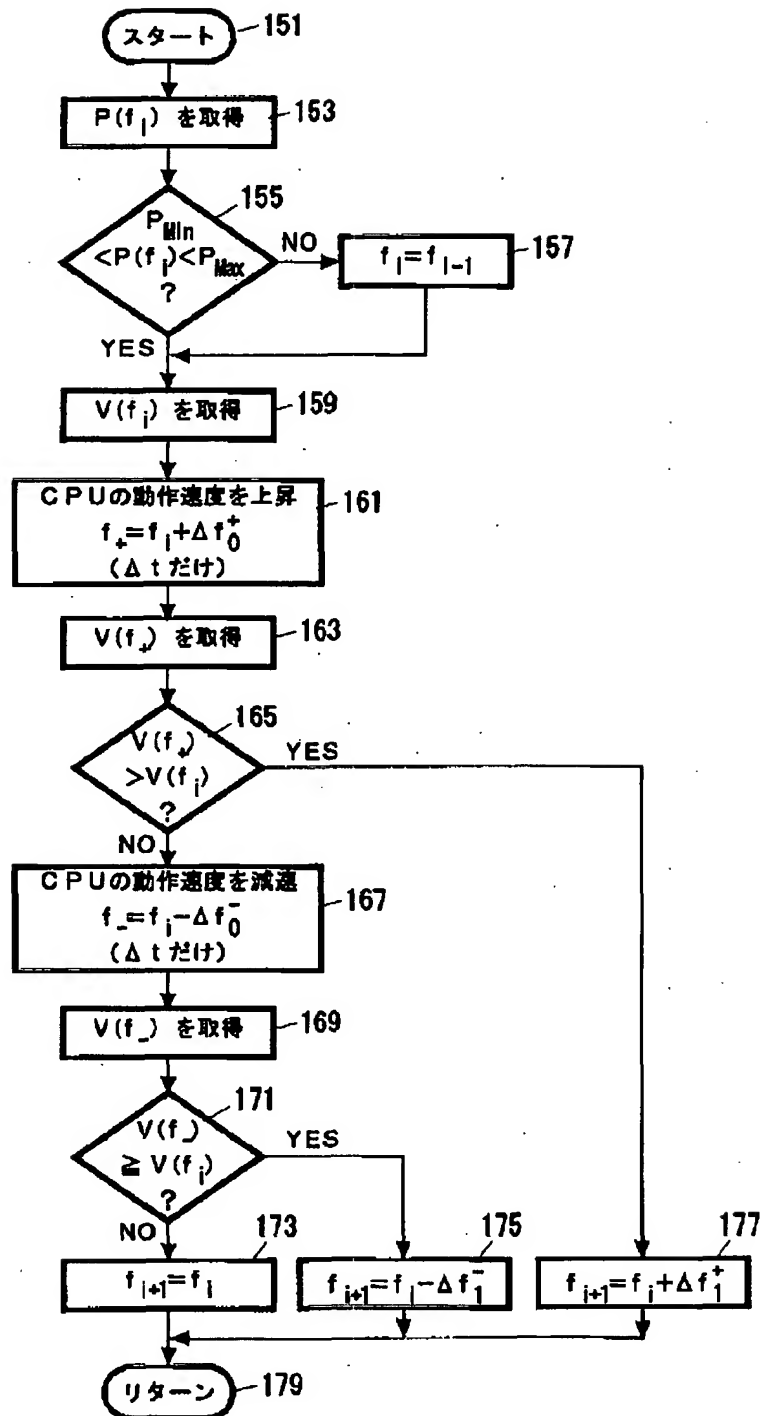 スタート
151
P(f_i) を取得
153
155
P_Min
<P(f_i)<P_Max
?
NO
f_i=f_{i-1}
157
YES
V(f_i) を取得
159
CPUの動作速度を上昇
f_+=f_i+Δf_0^+
(Δtだけ)
161
V(f_+) を取得
163
165
V(f_+)
>V(f_i)
?
YES
NO
CPUの動作速度を減速
f_-=f_i-Δf_0^-
(Δtだけ)
167
V(f_-) を取得
169
171
V(f_-)
≧V(f_i)
?
YES
NO
173
f_{i+1}=f_i
175
f_{i+1}=f_i-Δf_1^-
177
f_{i+1}=f_i+Δf_1^+
リターン
179